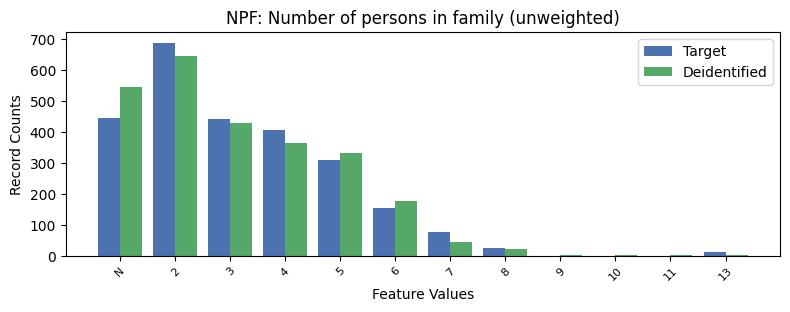 NPF: Number of persons in family (unweighted)
Target
Deidentified
Record Counts
700
600
500
400
300
200
100
0
N 2 3 4 5 6 7 8 9 10 11 13
Feature Values